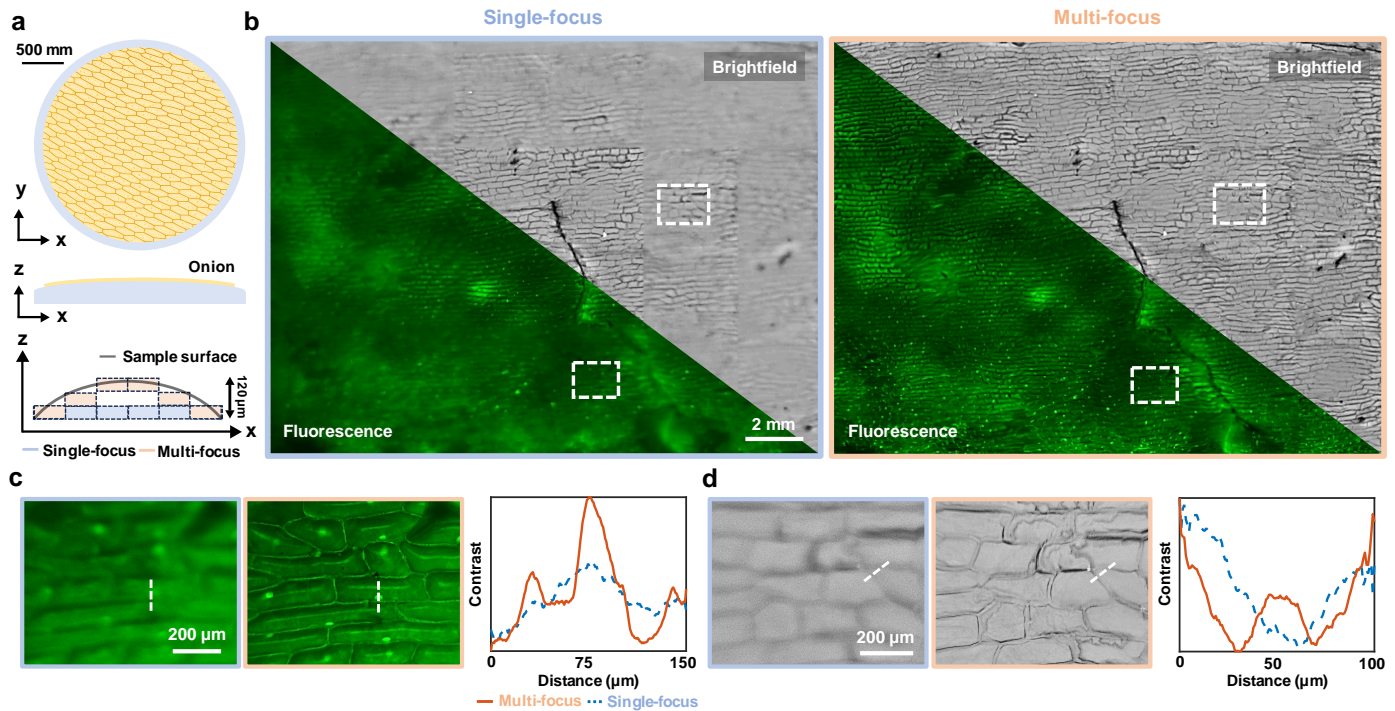 a
500 mm
y
x
z
Onion
x
z
Sample surface
120 μm
x
Single-focus Multi-focus
b
Single-focus
Multi-focus
Brightfield
Brightfield
Fluorescence
2 mm
Fluorescence
c
200 μm
Contrast
0 75 150
Distance (μm)
Multi-focus Single-focus
d
200 μm
Contrast
0 50 100
Distance (μm)